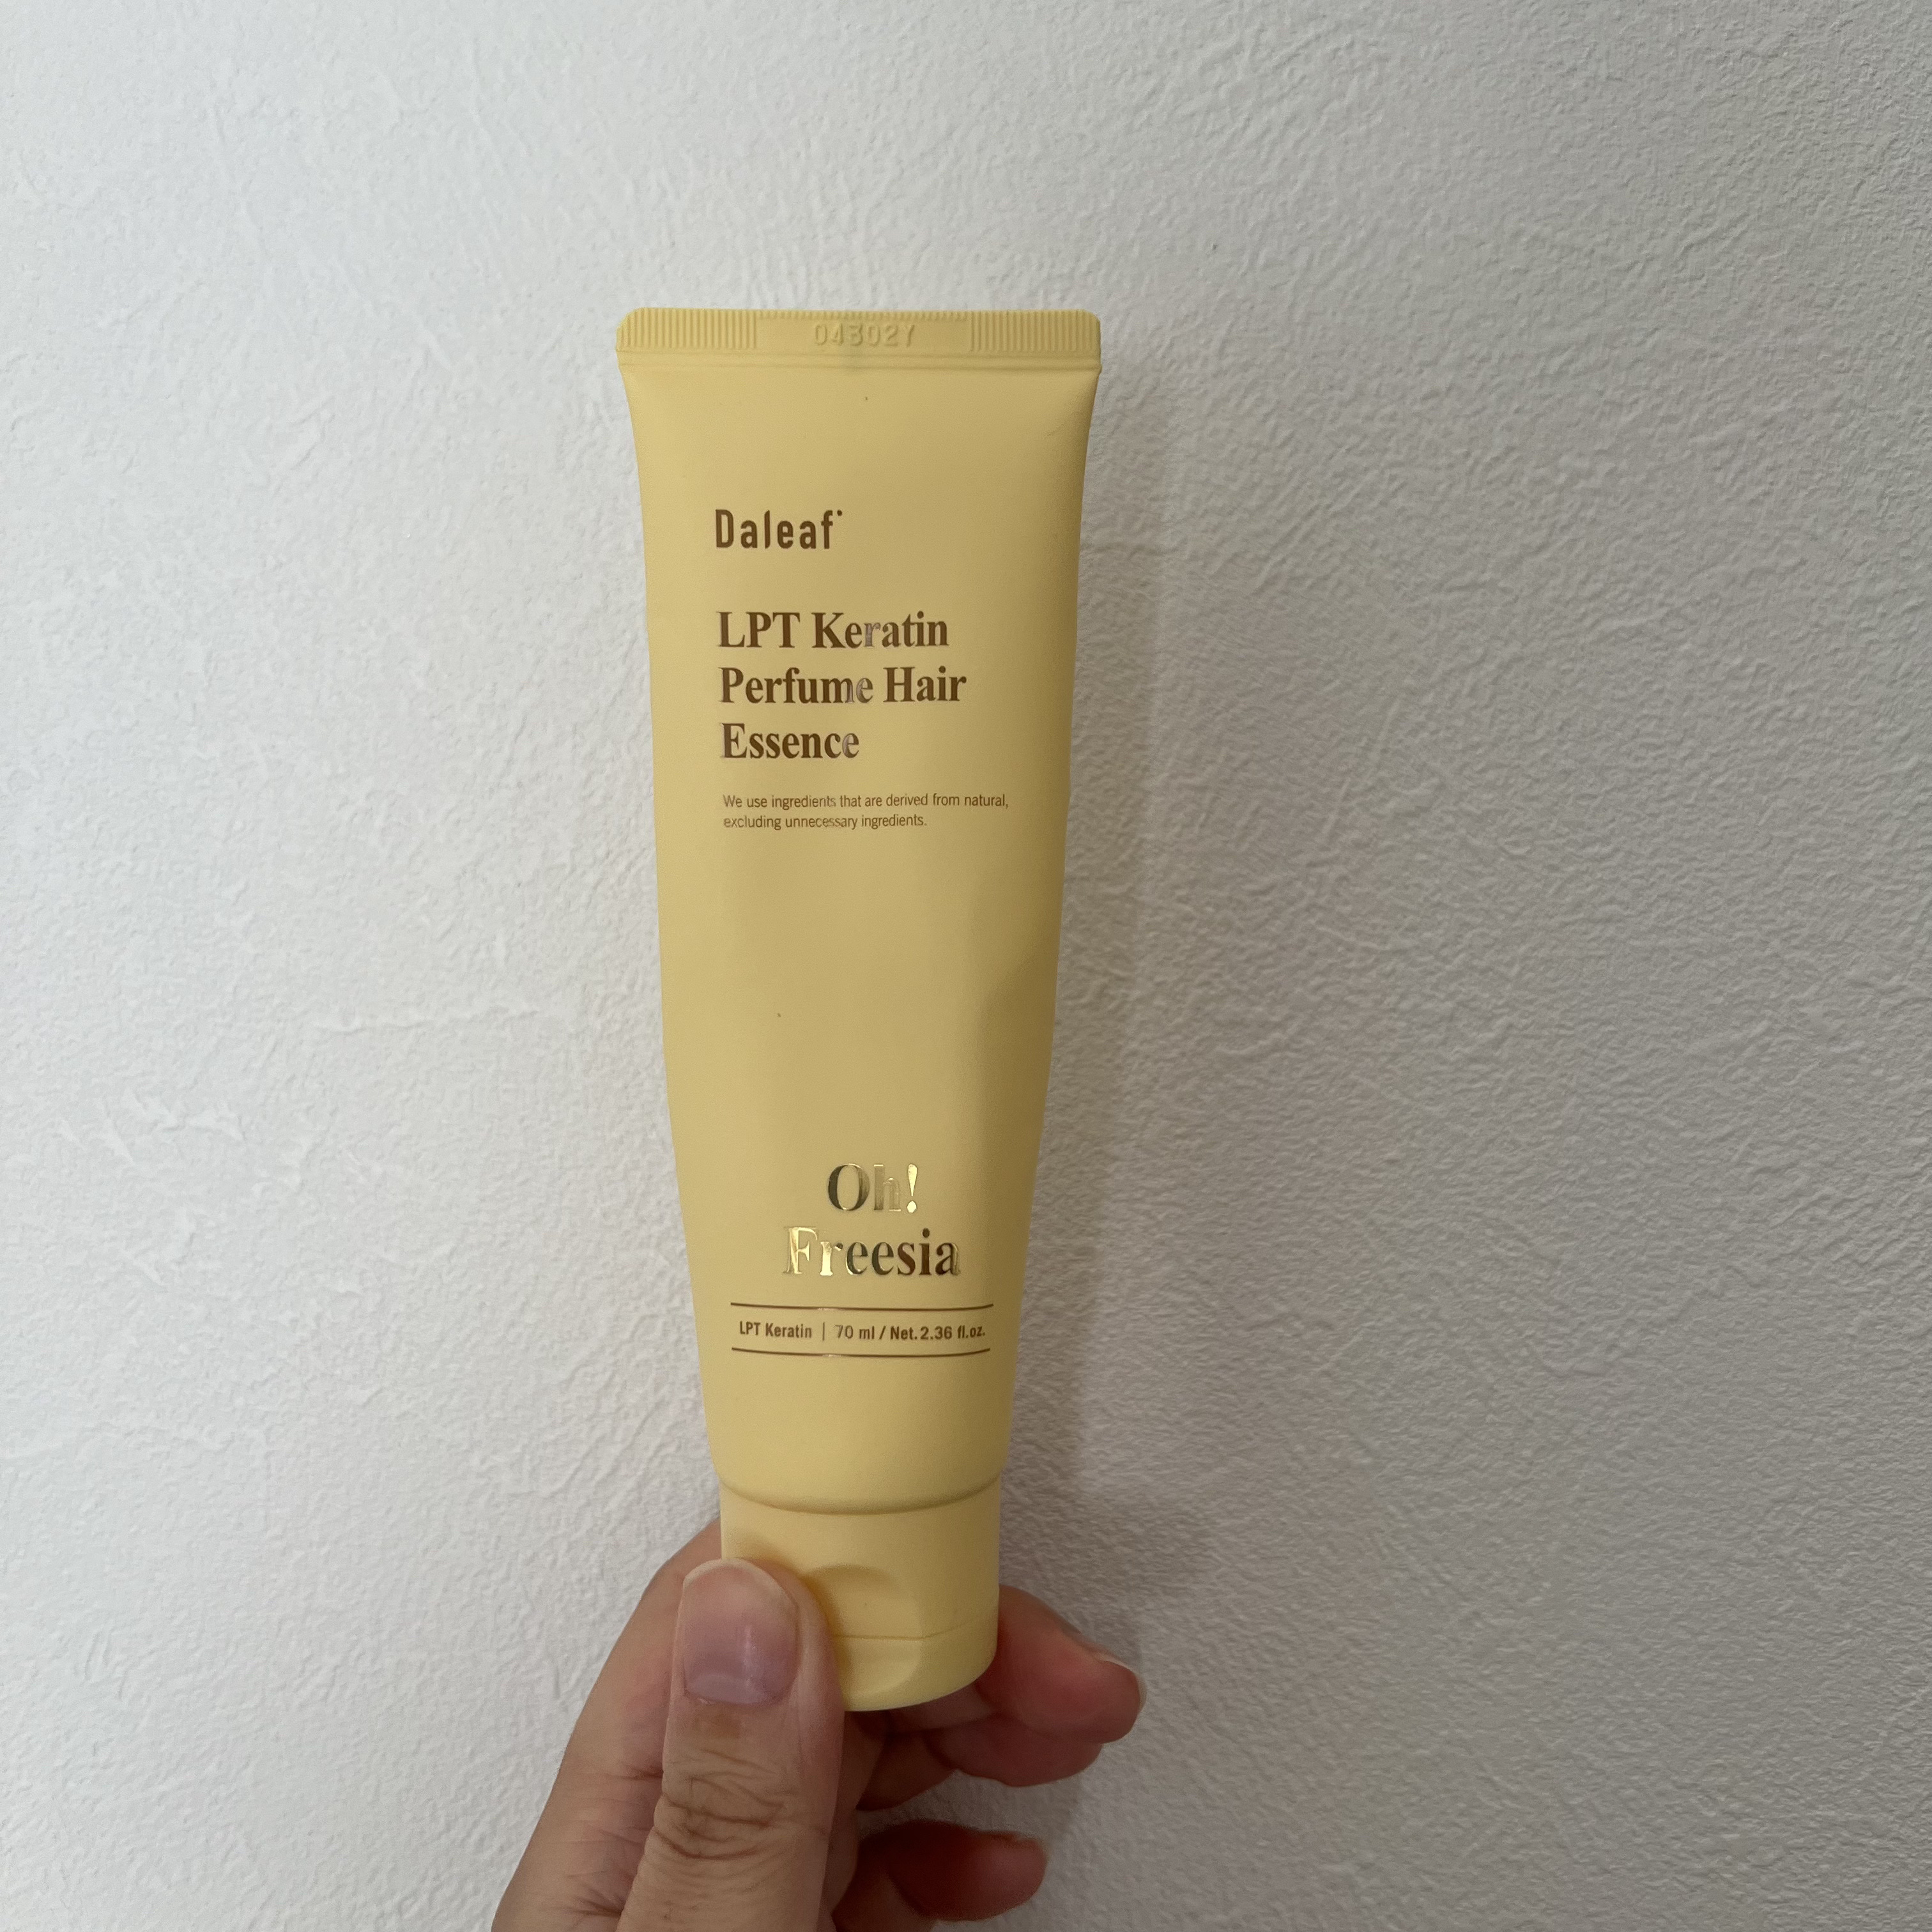 04302Y
Daleaf
LPT Keratin
Perfume Hair
Essence
We use ingredients that are derived from natural,
excluding unnecessary ingredients.
Oh!
Freesia
LPT Keratin | 70 ml / Net. 2.36 fl.oz.